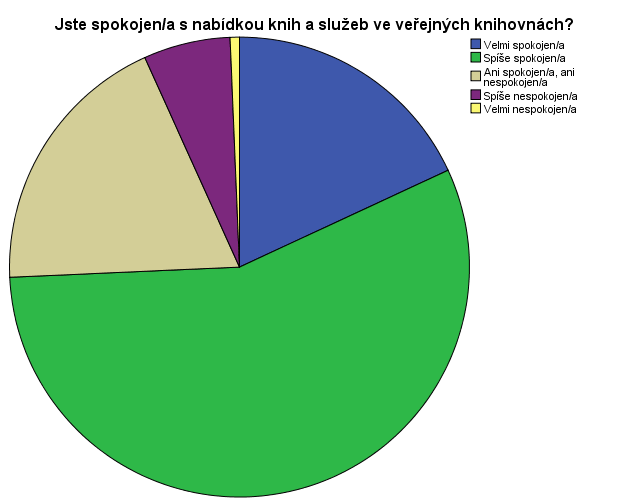 Jste spokojen/a s nabídkou knih a služeb ve veřejných knihovnách?
Velmi spokojen/a
Spíše spokojen/a
Ani spokojen/a, ani
nespokojen/a
Spíše nespokojen/a
Velmi nespokojen/a